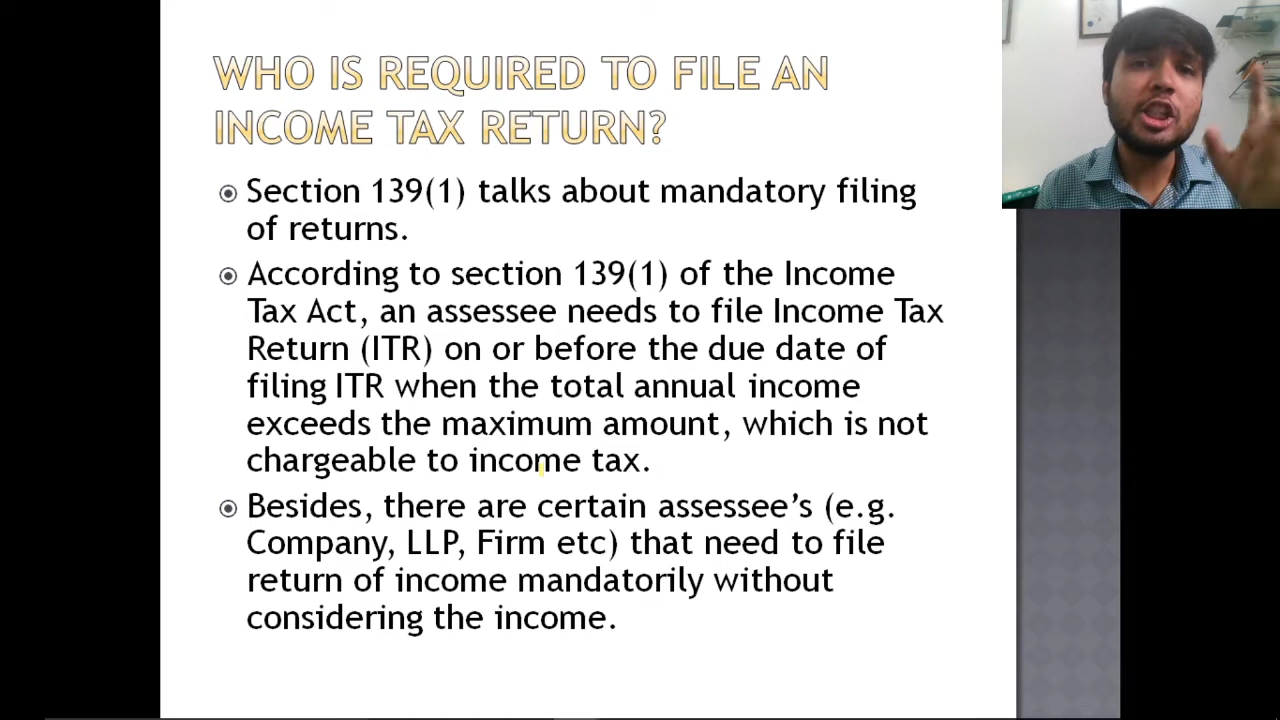 WHO IS REQUIRED TO FILE AN
INCOME TAX RETURN?
Section 139(1) talks about mandatory filing
of returns.
According to section 139(1) of the Income
Tax Act, an assessee needs to file Income Tax
Return (ITR) on or before the due date of
filing ITR when the total annual income
exceeds the maximum amount, which is not
chargeable to income tax.
Besides, there are certain assessee’s (e.g.
Company, LLP, Firm etc) that need to file
return of income mandatorily without
considering the income.